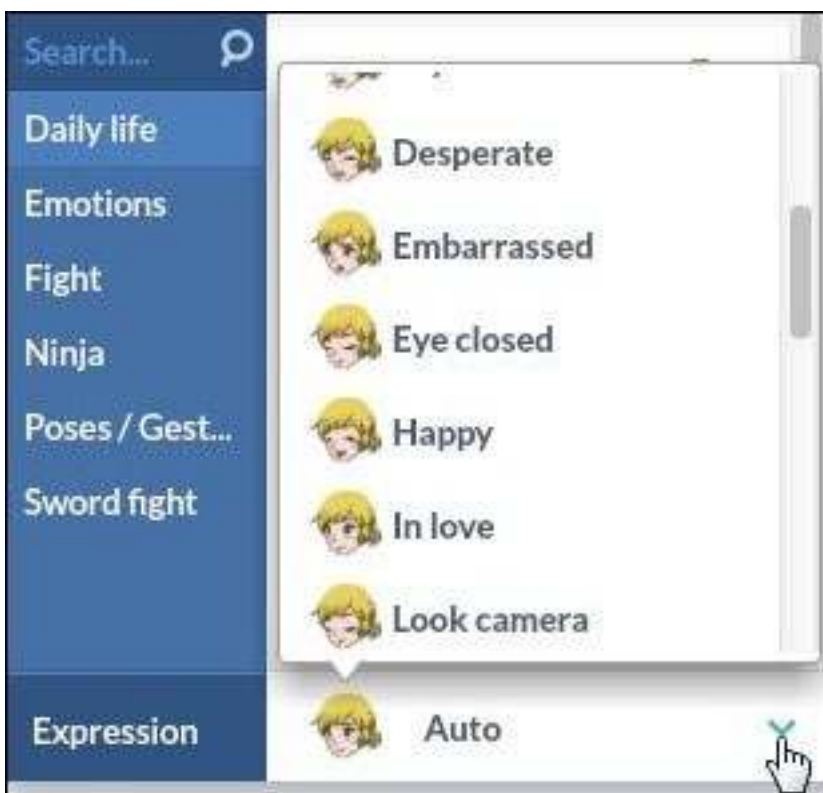 Search...
Daily life
Emotions
Fight
Ninja
Poses / Gest...
Sword fight
Desperate
Embarrassed
Eye closed
Happy
In love
Look camera
Expression
Auto